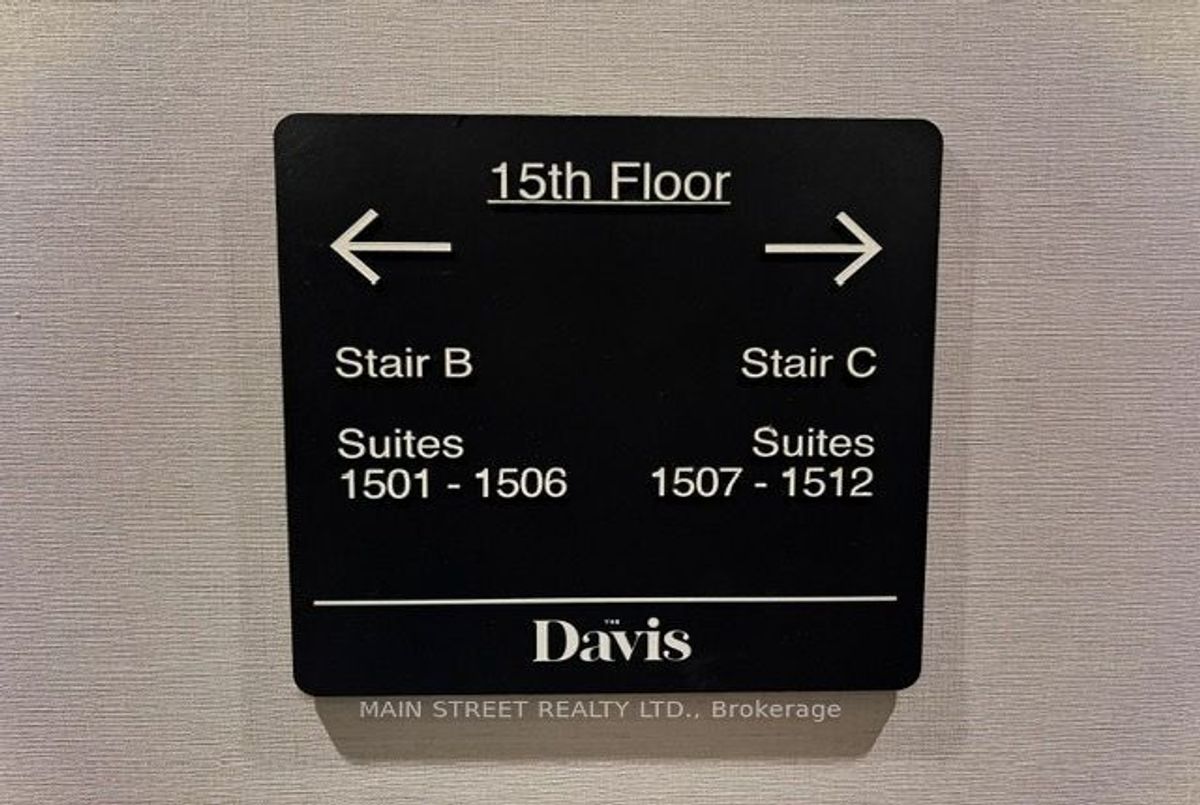 15th Floor
Stair B
Stair C
Suites
1501 - 1506
Suites
1507 - 1512
THE
Davis
MAIN STREET REALTY LTD., Brokerage